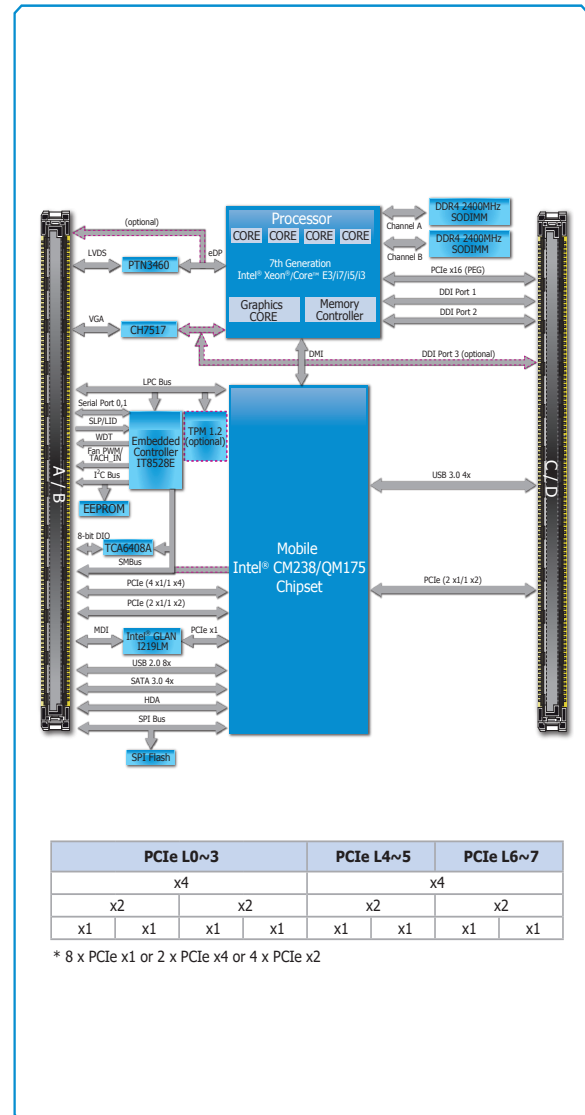 Processor
CORE CORE CORE CORE
7th Generation
Intel® Xeon®/Core™ E3/i7/i5/i3
Graphics
CORE
Memory
Controller
DDR4 2400MHz
SODIMM
Channel A
DDR4 2400MHz
SODIMM
Channel B
PCIe x16 (PEG)
DDI Port 1
DDI Port 2
(optional)
LVDS
PTN3460
eDP
VGA
CH7517
DMI
DDI Port 3 (optional)
LPC Bus
Serial Port 0,1
SLP/LID
WDT
Fan PWM/
TACH_IN
I²C Bus
Embedded
Controller
IT8528E
TPM 1.2
(optional)
EEPROM
8-bit DIO
TCA6408A
SMBus
A / B
C / D
Mobile
Intel® CM238/QM175
Chipset
USB 3.0 4x
PCIe (2 x1/1 x2)
PCIe (4 x1/1 x4)
PCIe (2 x1/1 x2)
MDI
Intel® GLAN
I219LM
PCIe x1
USB 2.0 8x
SATA 3.0 4x
HDA
SPI Bus
SPI Flash
PCIe L0~3 PCIe L4~5 PCIe L6~7
x4 x4
x2 x2 x2 x2
x1 x1 x1 x1 x1 x1 x1 x1
* 8 x PCIe x1 or 2 x PCIe x4 or 4 x PCIe x2